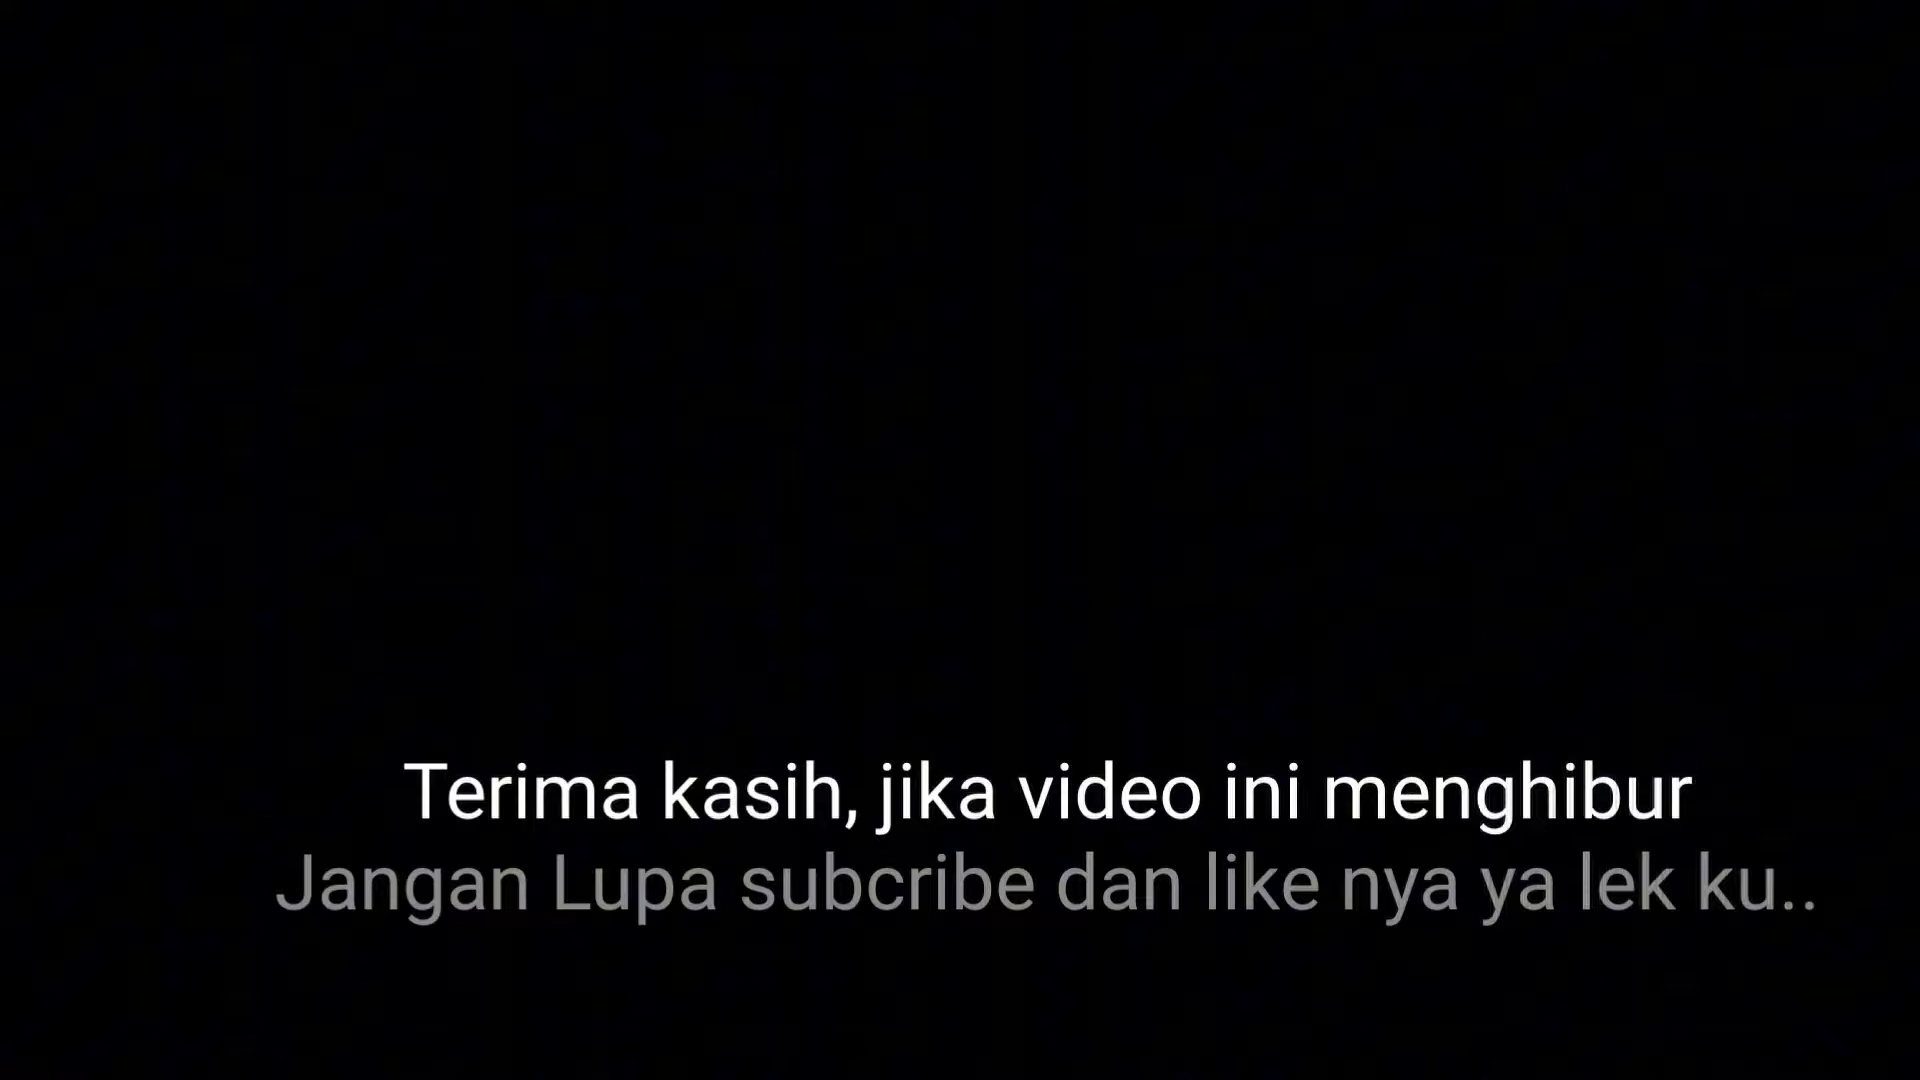 Terima kasih, jika video ini menghibur
Jangan Lupa subcribe dan like nya ya lek ku..